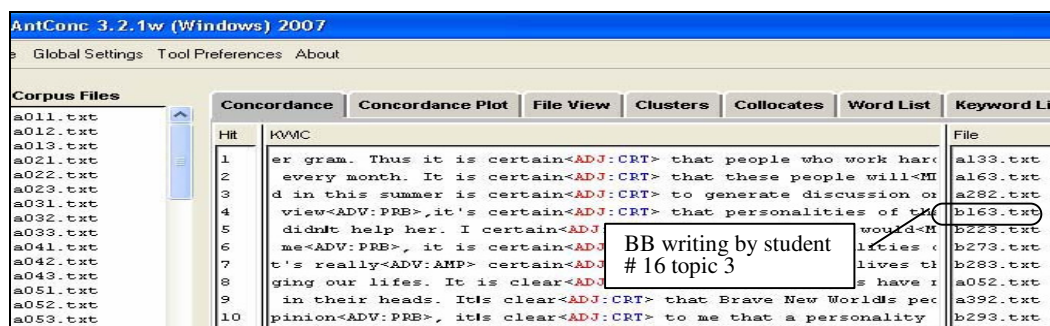 AntConc 3.2.1w (Windows) 2007
Global Settings Tool Preferences About
Corpus Files
Concordance Concordance Plot File View Clusters Collocates Word List Keyword Li
a011.txt
a012.txt
a013.txt
a021.txt
a022.txt
a023.txt
a031.txt
a032.txt
a033.txt
a041.txt
a042.txt
a043.txt
a051.txt
a052.txt
a053.txt
Hit KWIC File
1 er gram. Thus it is certain<ADJ:CRT> that people who work hard a133.txt
2 every month. It is certain<ADJ:CRT> that these people will<MD a163.txt
3 d in this summer is certain<ADJ:CRT> to generate discussion on a282.txt
4 view<ADV:PRB>,it's certain<ADJ:CRT> that personalities of the b163.txt
5 didn't help her. I certain<ADJ would<M b223.txt
6 me<ADV:PRB>, it is certain<ADJ b273.txt
7 t's really<ADV:AMP> certain<ADJ lives th b283.txt
8 ging our lifes. It is clear<ADJ a052.txt
9 in their heads. It's clear<ADJ:CRT> that Brave New World's peo a392.txt
10 pinion<ADV:PRB>, it's clear<ADJ:CRT> to me that a personality b293.txt
BB writing by student
# 16 topic 3